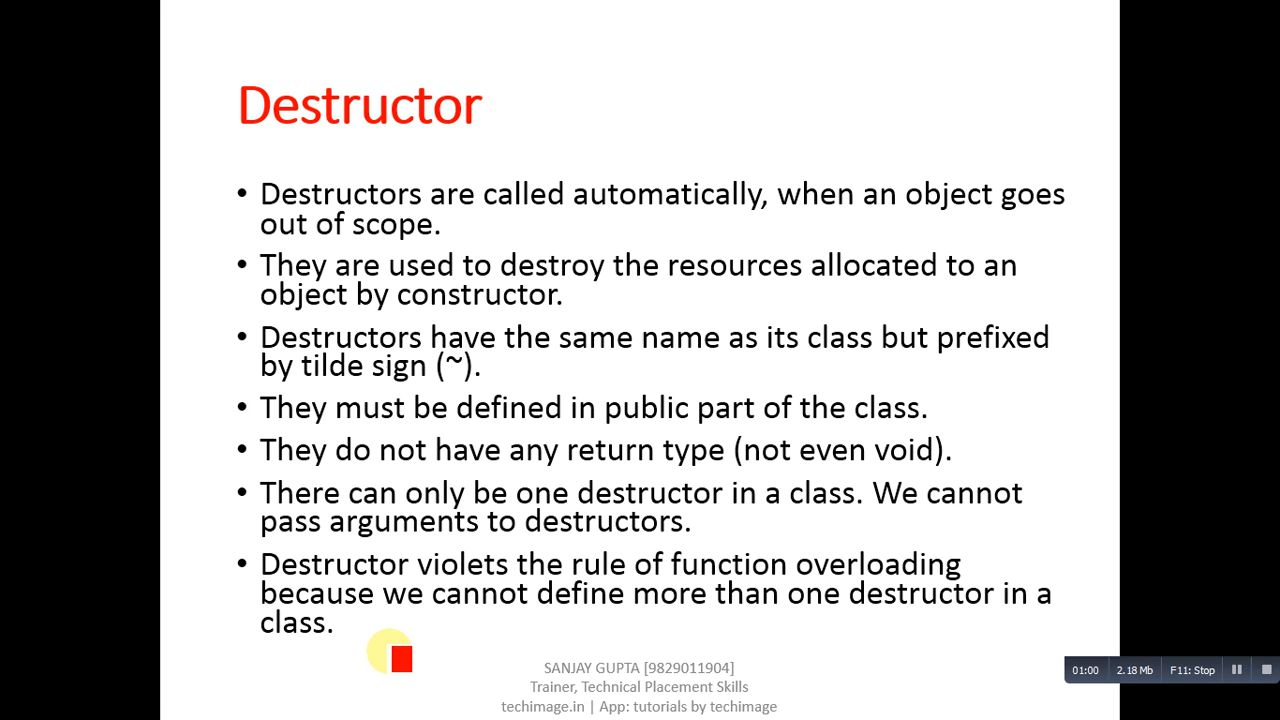 Destructor
• Destructors are called automatically, when an object goes
out of scope.
• They are used to destroy the resources allocated to an
object by constructor.
• Destructors have the same name as its class but prefixed
by tilde sign (~).
• They must be defined in public part of the class.
• They do not have any return type (not even void).
• There can only be one destructor in a class. We cannot
pass arguments to destructors.
• Destructor violets the rule of function overloading
because we cannot define more than one destructor in a
class.
SANJAY GUPTA [9829011904]
Trainer, Technical Placement Skills
techimage.in | App: tutorials by techimage
01:00 2.18 Mb F11: Stop